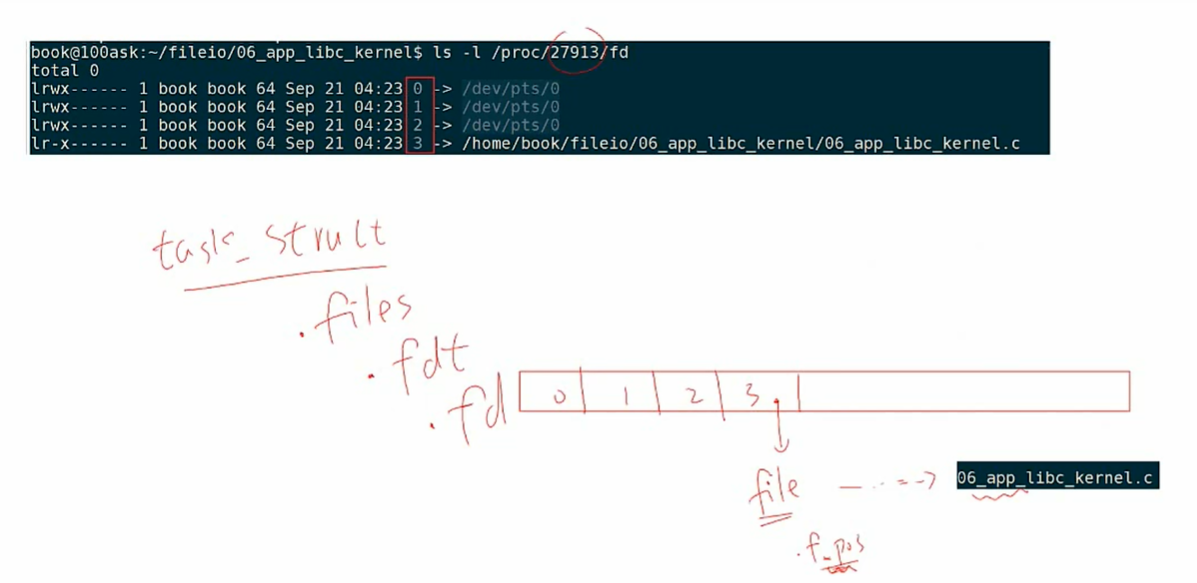 book@100ask:~/fileio/06_app_libc_kernel$ ls -l /proc/27913/fd
total 0
lrwx------ 1 book book 64 Sep 21 04:23 0 -> /dev/pts/0
lrwx------ 1 book book 64 Sep 21 04:23 1 -> /dev/pts/0
lrwx------ 1 book book 64 Sep 21 04:23 2 -> /dev/pts/0
lr-x------ 1 book book 64 Sep 21 04:23 3 -> /home/book/fileio/06_app_libc_kernel/06_app_libc_kernel.c
task_struct
.files
.fdt
.fd 0 1 2 3
file 06_app_libc_kernel.c
.f_pos